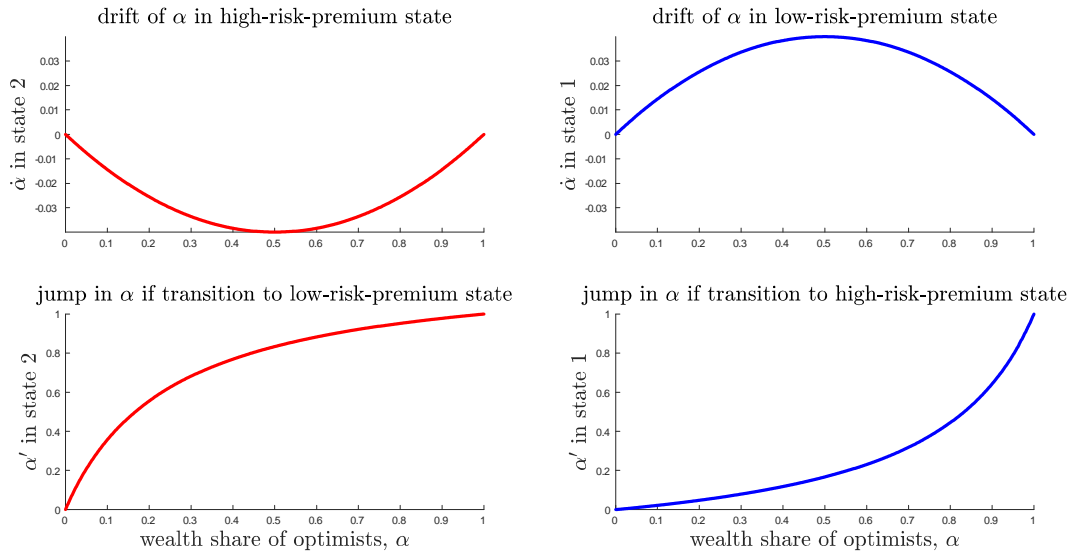 drift of α in high-risk-premium state
α̇ in state 2
0.03
0.02
0.01
0
-0.01
-0.02
-0.03
0 0.1 0.2 0.3 0.4 0.5 0.6 0.7 0.8 0.9 1
drift of α in low-risk-premium state
α̇ in state 1
0.03
0.02
0.01
0
-0.01
-0.02
-0.03
0 0.1 0.2 0.3 0.4 0.5 0.6 0.7 0.8 0.9 1
jump in α if transition to low-risk-premium state
α′ in state 2
1
0.8
0.6
0.4
0.2
0
0 0.1 0.2 0.3 0.4 0.5 0.6 0.7 0.8 0.9 1
wealth share of optimists, α
jump in α if transition to high-risk-premium state
α′ in state 1
1
0.8
0.6
0.4
0.2
0
0 0.1 0.2 0.3 0.4 0.5 0.6 0.7 0.8 0.9 1
wealth share of optimists, α